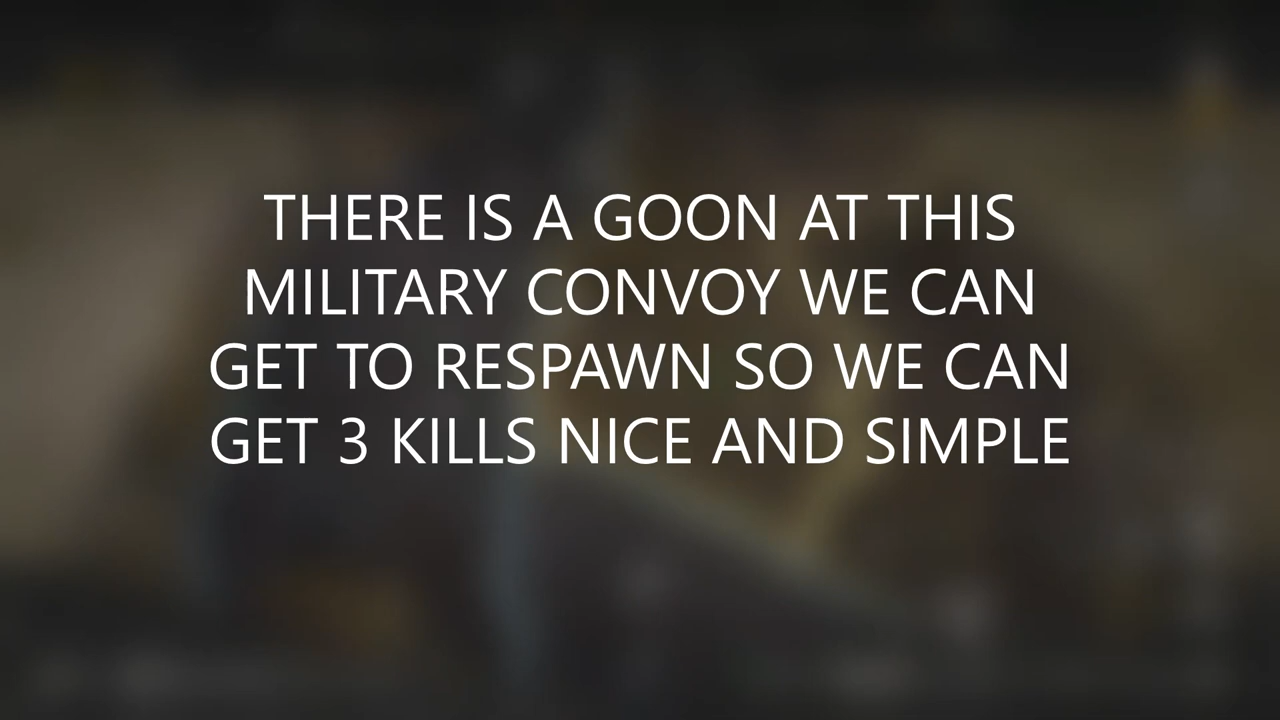 THERE IS A GOON AT THIS
MILITARY CONVOY WE CAN
GET TO RESPAWN SO WE CAN
GET 3 KILLS NICE AND SIMPLE